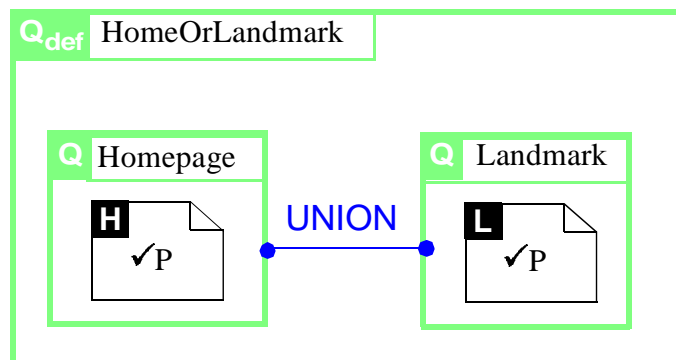 Qdef HomeOrLandmark
Q Homepage
Q Landmark
UNION
H
✓P
L
✓P